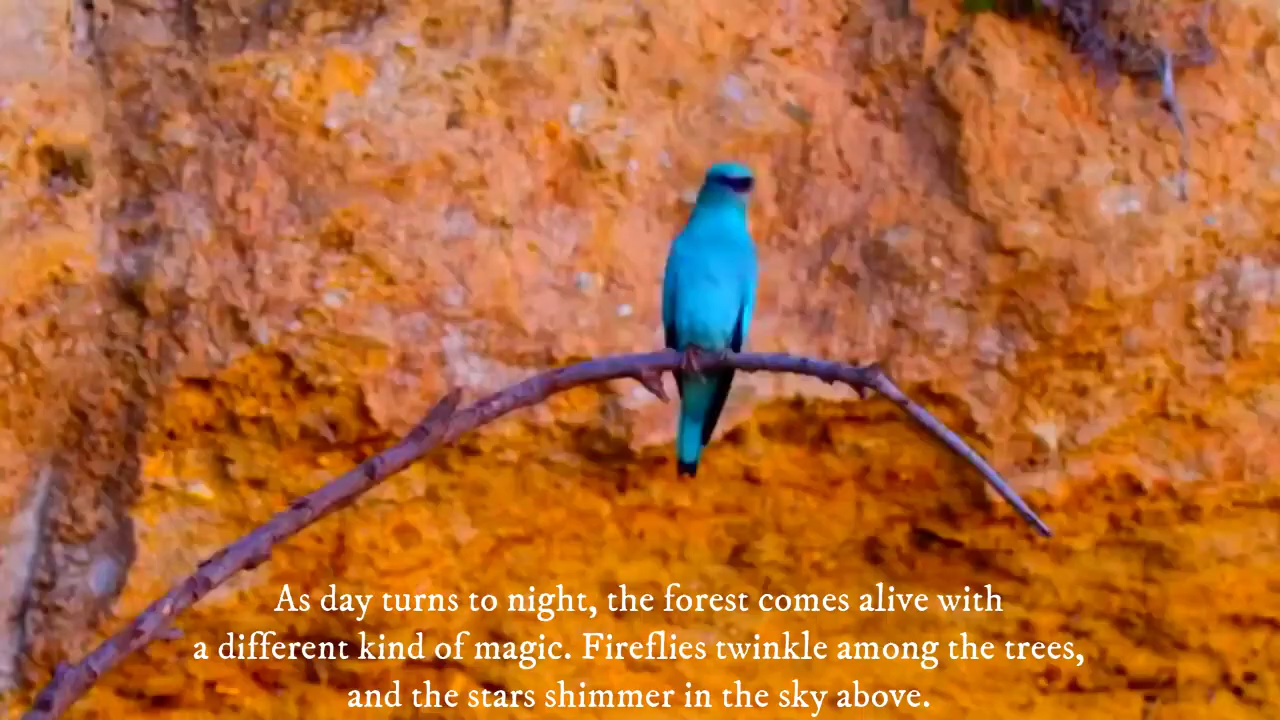 As day turns to night, the forest comes alive with
a different kind of magic. Fireflies twinkle among the trees,
and the stars shimmer in the sky above.